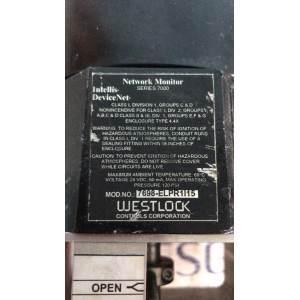 Network Monitor
SERIES 7000
Intellis-
DeviceNet
CLASS I, DIVISION 1, GROUPS C & D
NONINCENDIVE FOR CLASS I, DIV. 2, GROUPS
A,B,C & D CLASS II & III, DIV. 1, GROUPS E,F & G
ENCLOSURE TYPE 4,4X
WARNING: TO REDUCE THE RISK OF IGNITION OF
HAZARDOUS ATMOSPHERES, CONDUIT RUNS
IN CLASS I, DIV 1 REQUIRE THE USE OF A
SEALING FITTING WITHIN 18 INCHES OF
ENCLOSURE.
CAUTION: TO PREVENT IGNITION OF HAZARDOUS
ATMOSPHERES, DO NOT REMOVE COVER
WHILE CIRCUITS ARE LIVE.
MAXIMUM AMBIENT TEMPERATURE, 60°C
VOLTAGE 25 VDC, 60 mA, MAX OPERATING
PRESSURE 120 PSI
MOD.NO:
WESTLOCK
CONTROLS CORPORATION
OPEN